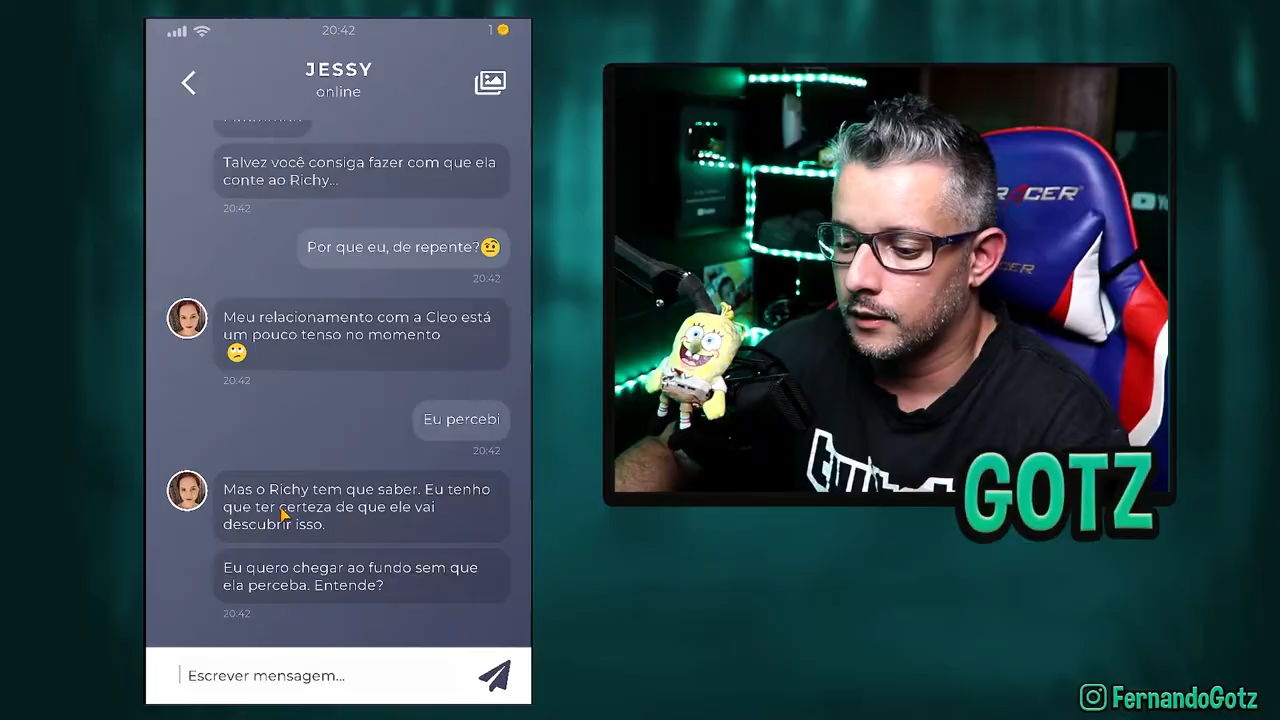 20:42
1
JESSY
online
Talvez você consiga fazer com que ela
conte ao Richy...
20:42
Por que eu, de repente?🤨
20:42
Meu relacionamento com a Cleo está
um pouco tenso no momento
🙄
20:42
Eu percebi
20:42
Mas o Richy tem que saber. Eu tenho
que ter certeza de que ele vai
descubrir isso.
Eu quero chegar ao fundo sem que
ela perceba. Entende?
20:42
Escrever mensagem...
GOTZ
FernandoGotz